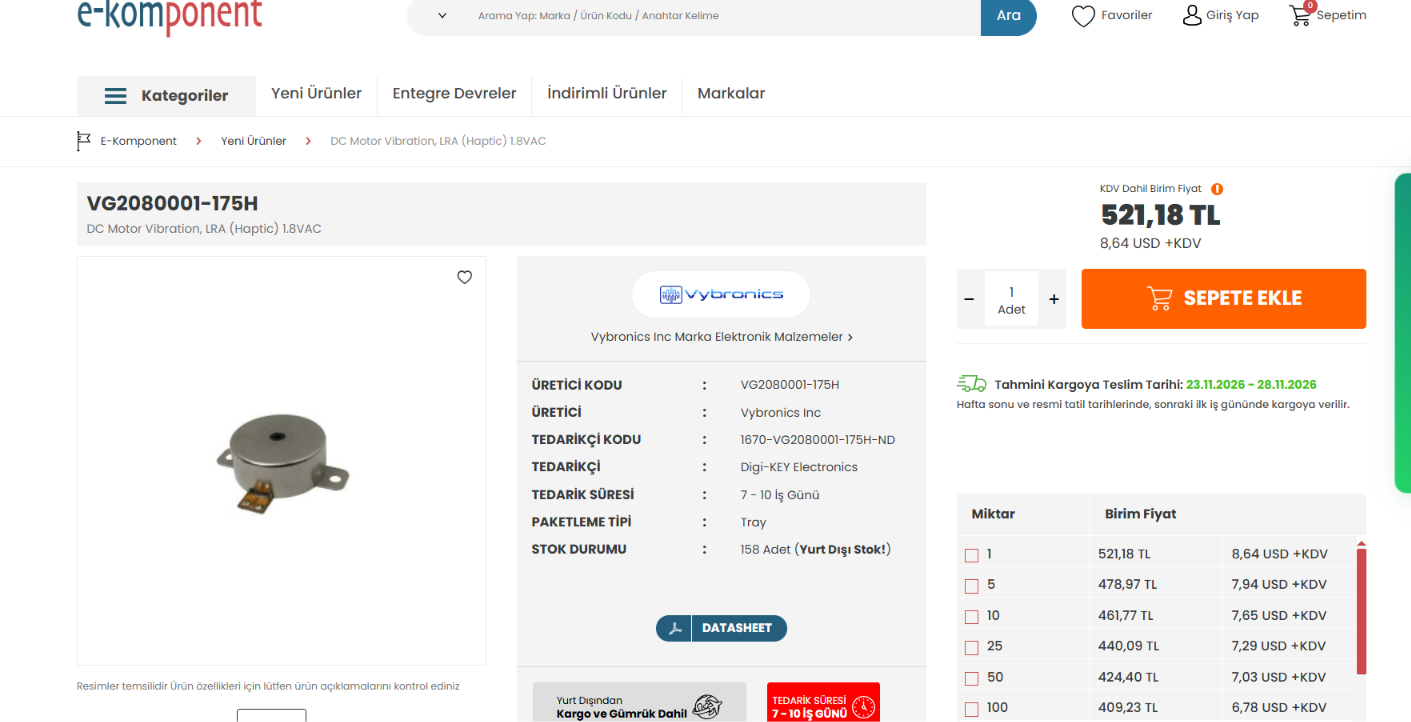 e-komponent
Arama Yap: Marka / Ürün Kodu / Anahtar Kelime
Ara
Favoriler
Giriş Yap
0
Sepetim
Kategoriler
Yeni Ürünler
Entegre Devreler
İndirimli Ürünler
Markalar
E-Komponent
Yeni Ürünler
DC Motor Vibration, LRA (Haptic) 1.8VAC
VG2080001-175H
DC Motor Vibration, LRA (Haptic) 1.8VAC
Vybronics
Vybronics Inc Marka Elektronik Malzemeler
ÜRETİCİ KODU : VG2080001-175H
ÜRETİCİ : Vybronics Inc
TEDARİKÇİ KODU : 1670-VG2080001-175H-ND
TEDARİKÇİ : Digi-KEY Electronics
TEDARİK SÜRESİ : 7 - 10 İş Günü
PAKETLEME TİPİ : Tray
STOK DURUMU : 158 Adet (Yurt Dışı Stok!)
DATASHEET
Yurt Dışından
Kargo ve Gümrük Dahil
TEDARİK SÜRESİ
7 - 10 İŞ GÜNÜ
Resimler temsilidir Ürün özellikleri için lütfen ürün açıklamalarını kontrol ediniz
KDV Dahil Birim Fiyat
521,18 TL
8,64 USD +KDV
− 1 +
Adet
SEPETE EKLE
Tahmini Kargoya Teslim Tarihi: 23.11.2026 - 28.11.2026
Hafta sonu ve resmi tatil tarihlerinde, sonraki ilk iş gününde kargoya verilir.
Miktar Birim Fiyat
1 521,18 TL 8,64 USD +KDV
5 478,97 TL 7,94 USD +KDV
10 461,77 TL 7,65 USD +KDV
25 440,09 TL 7,29 USD +KDV
50 424,40 TL 7,03 USD +KDV
100 409,23 TL 6,78 USD +KDV